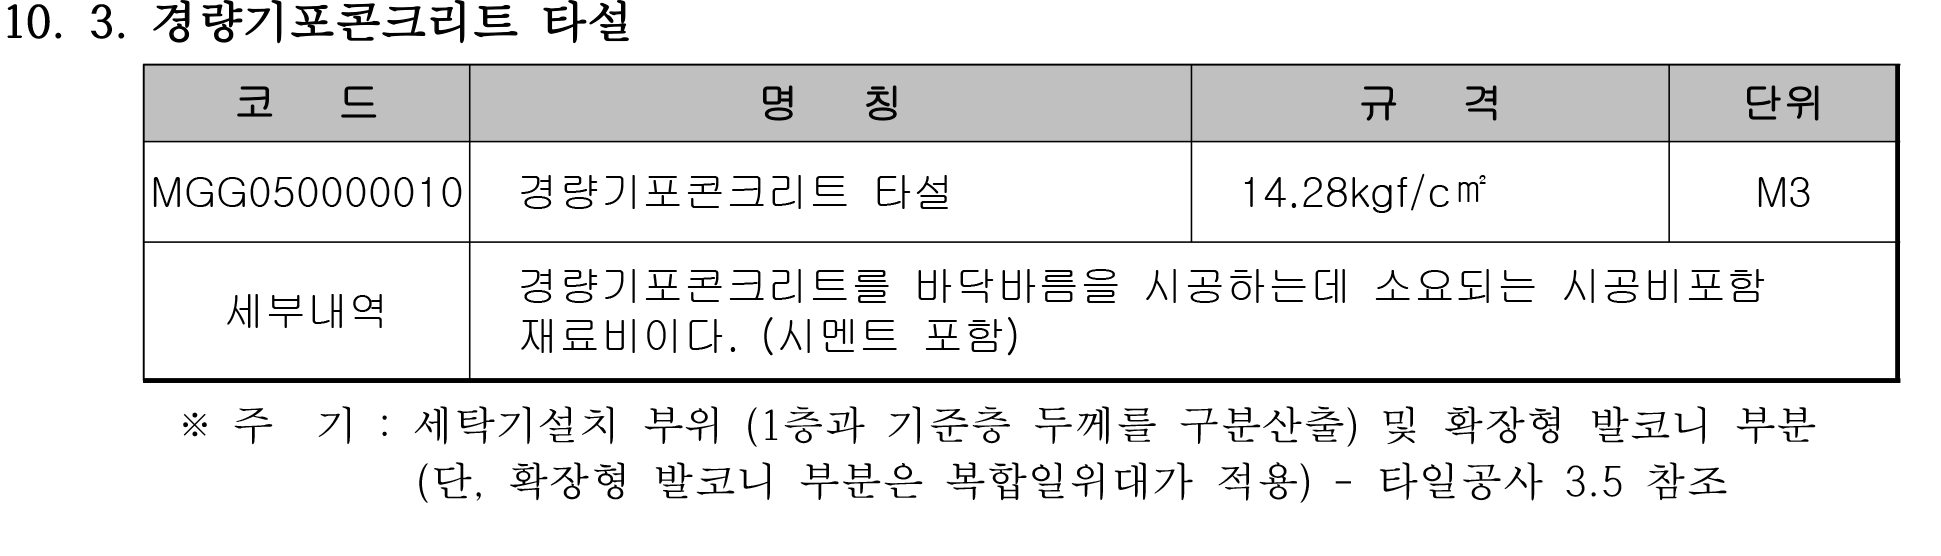 10. 3. 경량기포콘크리트 타설
코 드 명 칭 규 격 단위
MGG050000010 경량기포콘크리트 타설 14.28kgf/c㎡ M3
세부내역 경량기포콘크리트를 바닥바름을 시공하는데 소요되는 시공비포함
재료비이다. (시멘트 포함)
※ 주 기 : 세탁기설치 부위 (1층과 기준층 두께를 구분산출) 및 확장형 발코니 부분
(단, 확장형 발코니 부분은 복합일위대가 적용) - 타일공사 3.5 참조